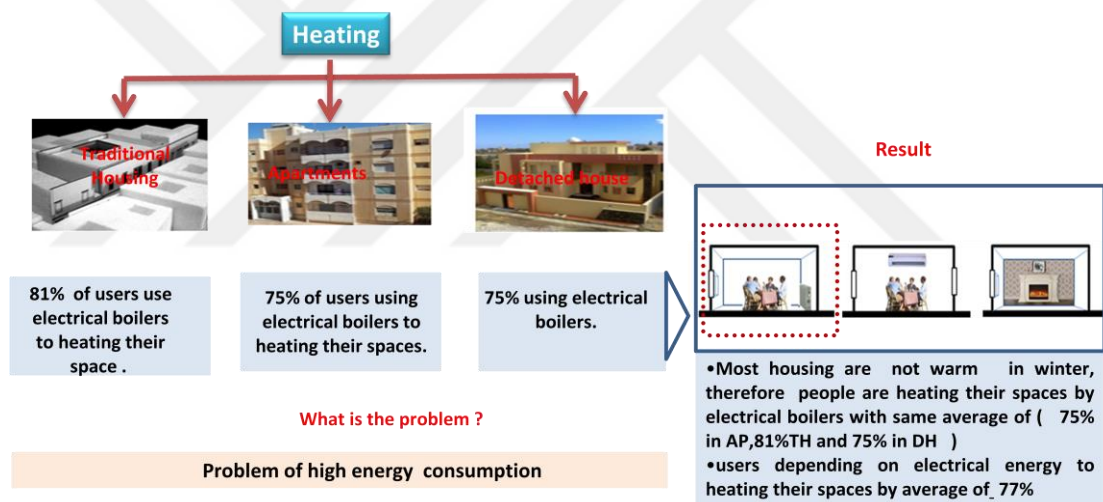 Heating
Traditional
Housing
Apartments
Detached house
Result
81% of users use
electrical boilers
to heating their
space .
75% of users using
electrical boilers to
heating their spaces.
75% using electrical
boilers.
•Most housing are not warm in winter,
therefore people are heating their spaces by
electrical boilers with same average of ( 75%
in AP,81%TH and 75% in DH )
•users depending on electrical energy to
heating their spaces by average of 77%
What is the problem ?
Problem of high energy consumption